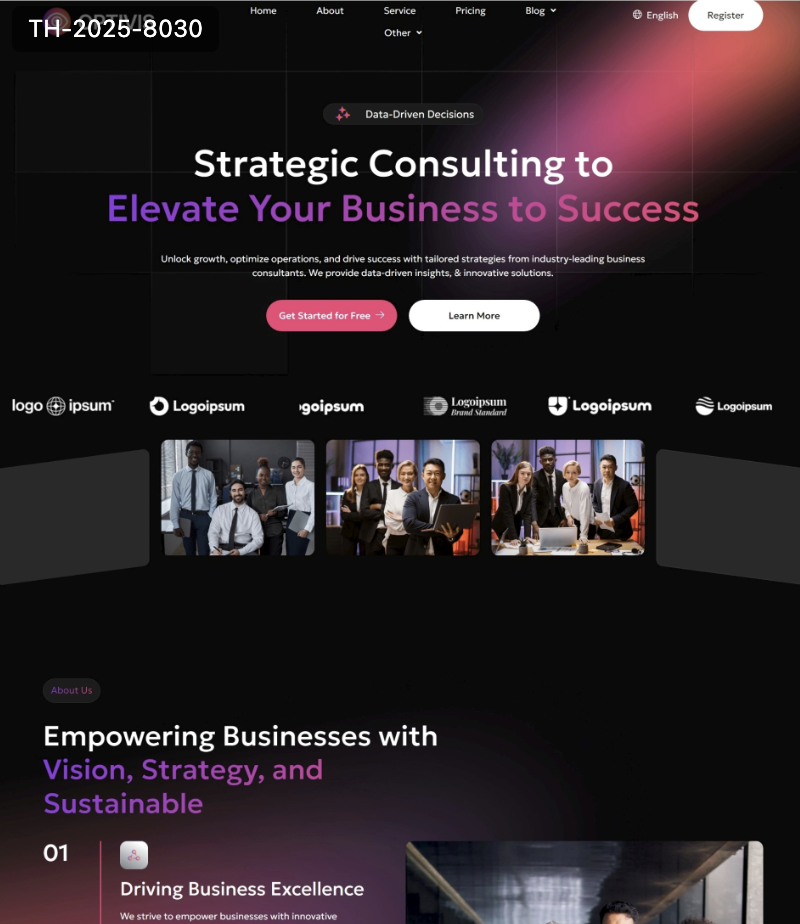 TH-2025-8030
Home
About
Service
Pricing
Blog
Other
English
Register
Data-Driven Decisions
Strategic Consulting to
Elevate Your Business to Success
Unlock growth, optimize operations, and drive success with tailored strategies from industry-leading business
consultants. We provide data-driven insights, & innovative solutions.
Get Started for Free →
Learn More
logo ipsum
Logoipsum
ogoipsum
Logoipsum
Brand Standard
Logoipsum
Logoipsum
About Us
Empowering Businesses with
Vision, Strategy, and
Sustainable
01
Driving Business Excellence
We strive to empower businesses with innovative